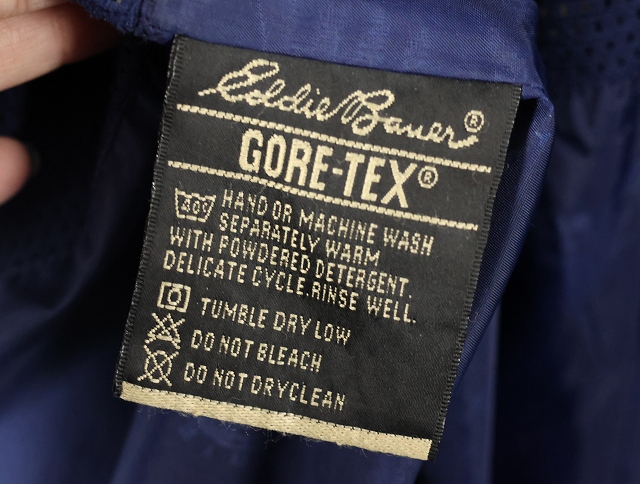 Eddie Bauer®
GORE-TEX®
40° HAND OR MACHINE WASH
SEPARATELY WARM
WITH POWDERED DETERGENT.
DELICATE CYCLE.RINSE WELL.
TUMBLE DRY LOW
DO NOT BLEACH
DO NOT DRYCLEAN